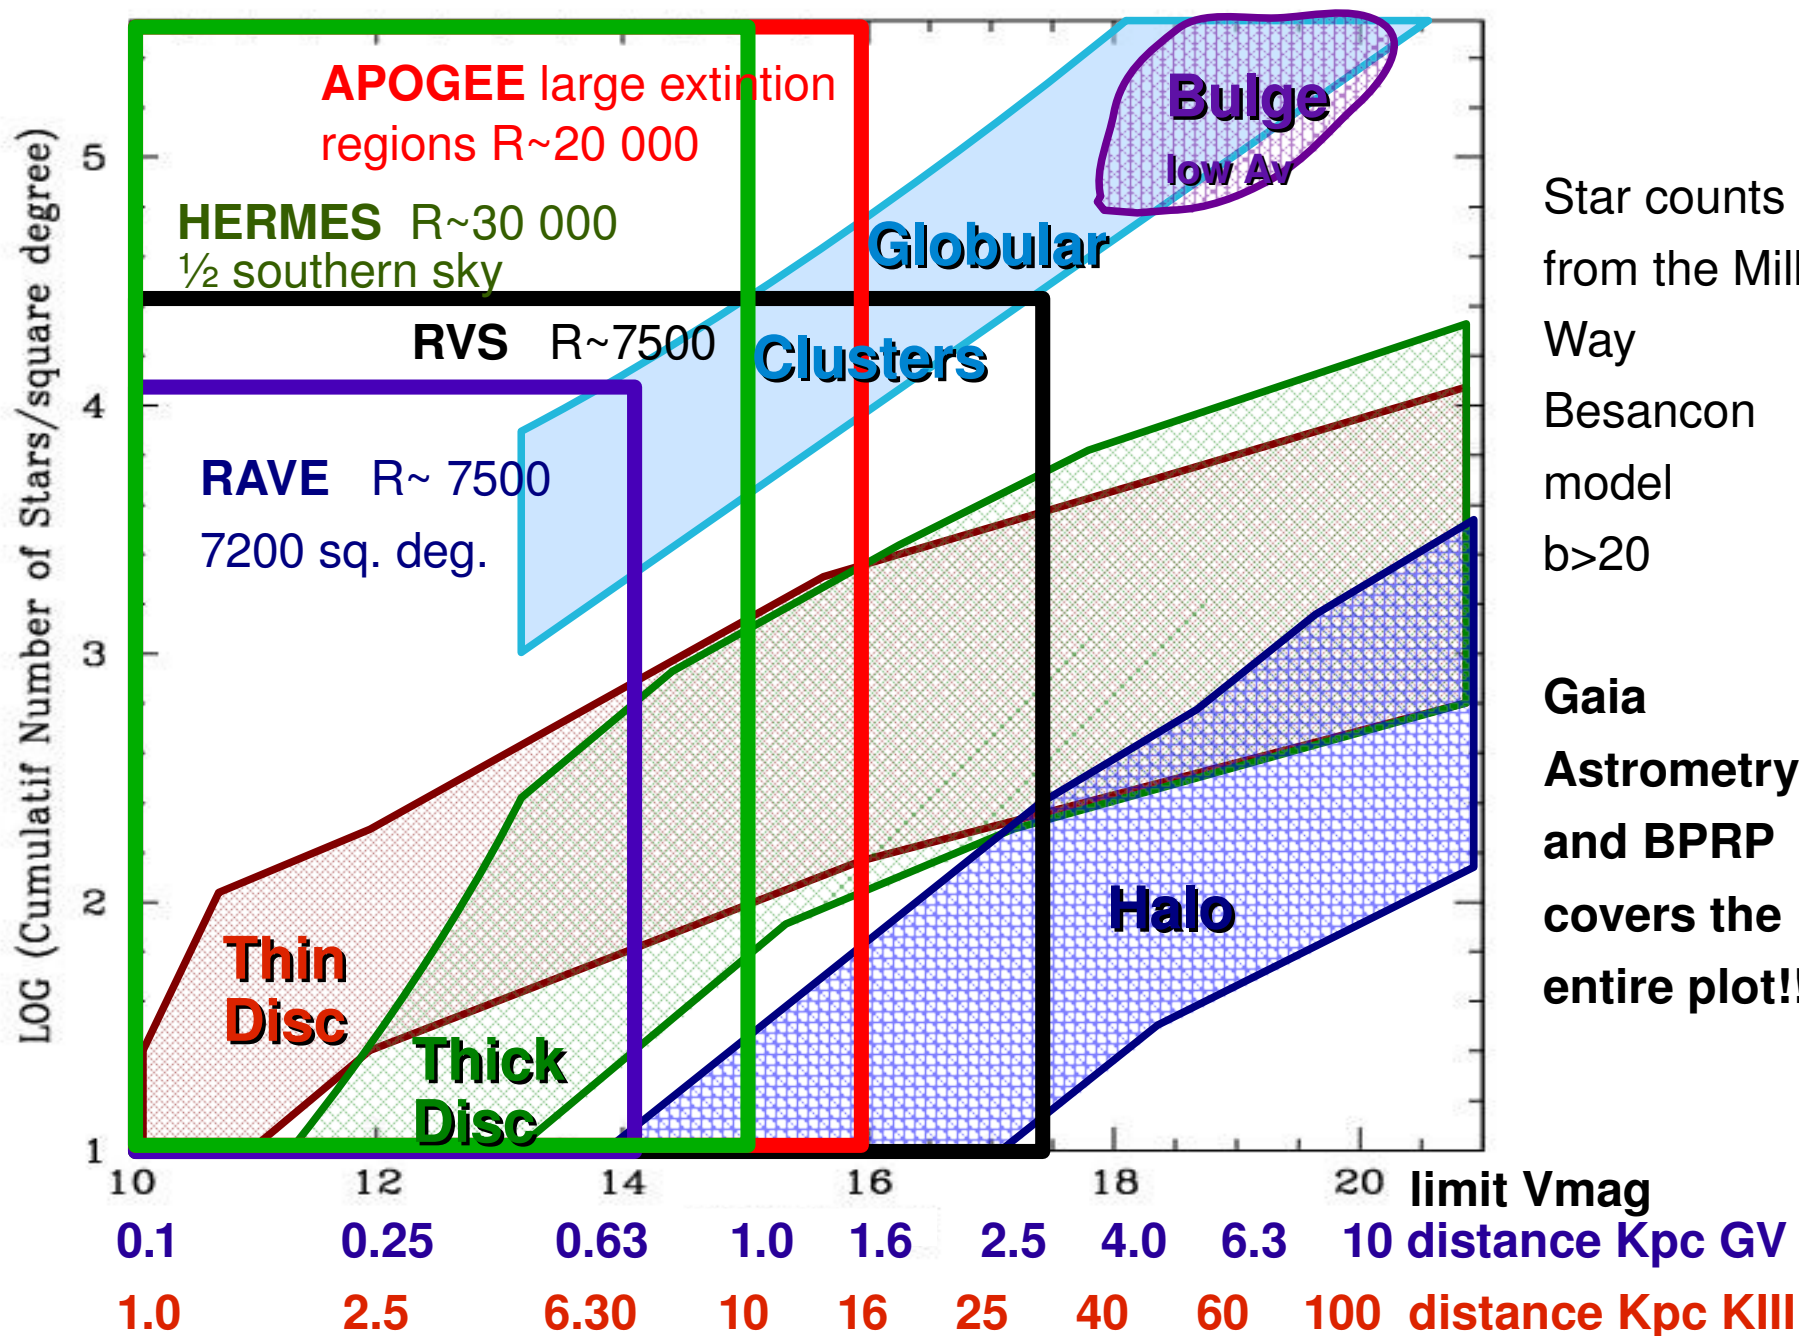 APOGEE large extintion
regions R~20 000
HERMES R~30 000
½ southern sky
RVS R~7500
RAVE R~ 7500
7200 sq. deg.
Bulge
low Av
Globular
Clusters
Halo
Thin
Disc
Thick
Disc
LOG (Cumulatif Number of Stars/square degree)
5
4
3
2
1
10 12 14 16 18 20 limit Vmag
0.1 0.25 0.63 1.0 1.6 2.5 4.0 6.3 10 distance Kpc GV
1.0 2.5 6.30 10 16 25 40 60 100 distance Kpc KIII
Star counts
from the Mill
Way
Besancon
model
b>20
Gaia
Astrometry
and BPRP
covers the
entire plot!!